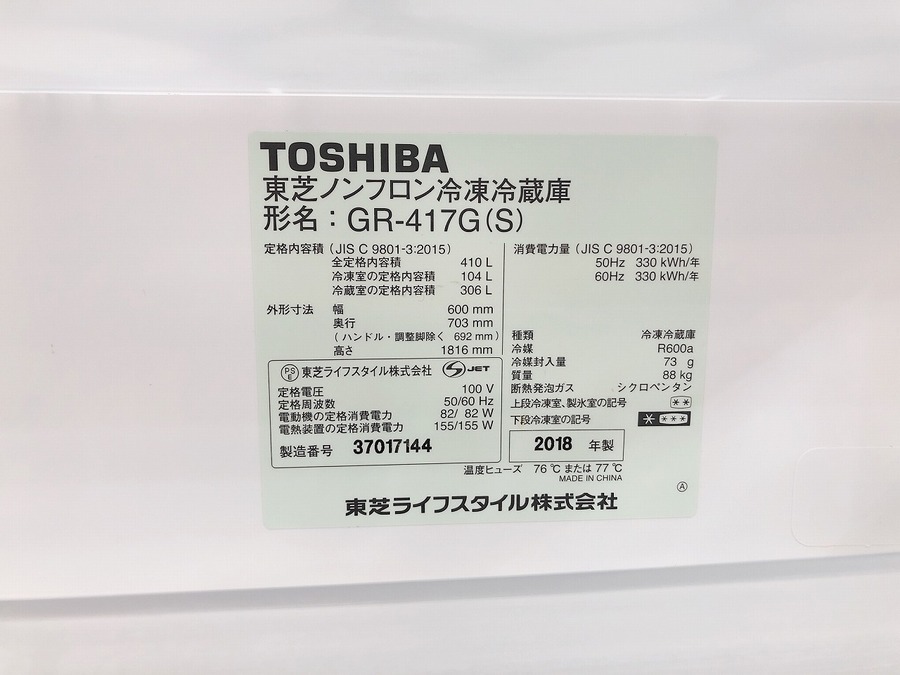 TOSHIBA
東芝ノンフロン冷凍冷蔵庫
形名：GR-417G(S)
定格内容積（JIS C 9801-3:2015）
全定格内容積 410 L
冷凍室の定格内容積 104 L
冷蔵室の定格内容積 306 L
外形寸法 幅 600 mm
奥行 703 mm
（ハンドル・調整脚除く 692 mm）
高さ 1816 mm
PS E 東芝ライフスタイル株式会社 S JET
定格電圧 100 V
定格周波数 50/60 Hz
電動機の定格消費電力 82/ 82 W
電熱装置の定格消費電力 155/155 W
製造番号 37017144
消費電力量（JIS C 9801-3:2015）
50Hz 330 kWh/年
60Hz 330 kWh/年
種類 冷凍冷蔵庫
冷媒 R600a
冷媒封入量 73 g
質量 88 kg
断熱発泡ガス シクロペンタン
上段冷凍室、製氷室の記号 **
下段冷凍室の記号 * ***
2018 年製
温度ヒューズ 76 ℃ または 77 ℃
MADE IN CHINA
Ⓐ
東芝ライフスタイル株式会社